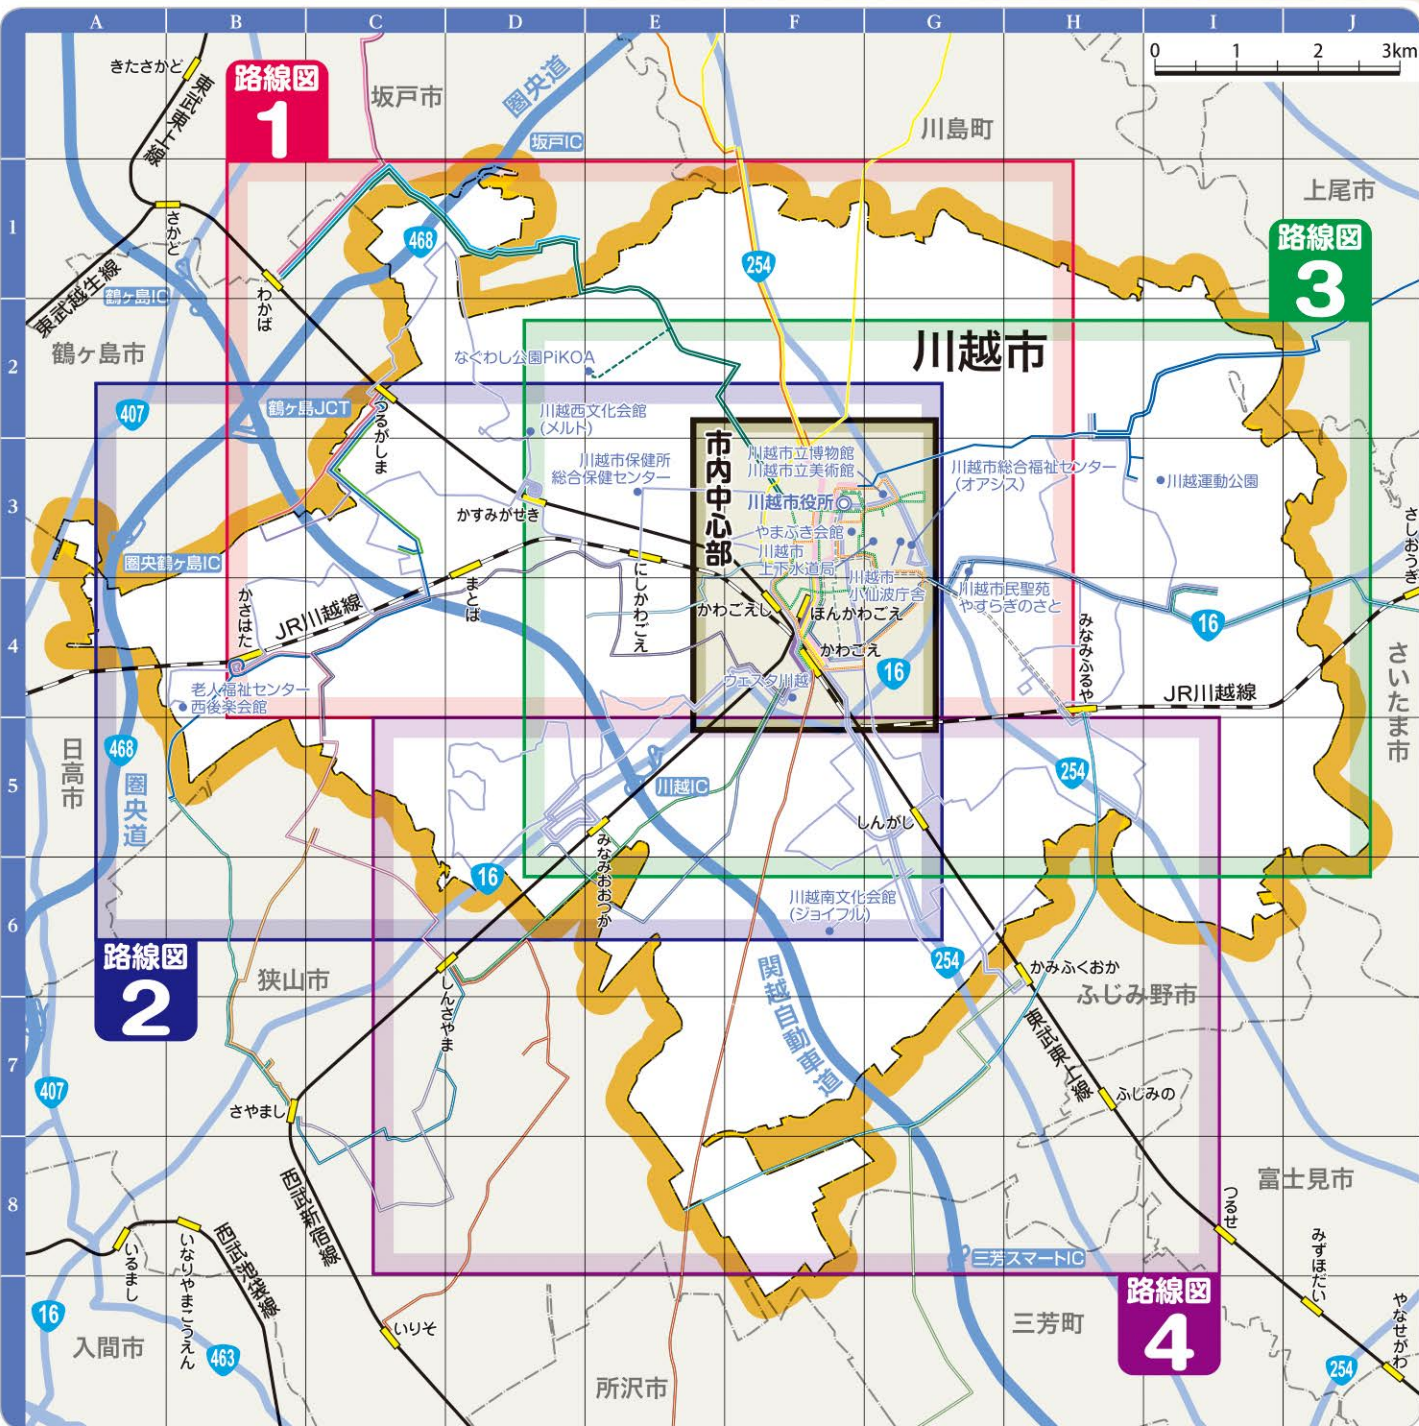 A B C D E F G H I J
0 1 2 3km
1
2
3
4
5
6
7
8
路線図
1
路線図
2
路線図
3
路線図
4
きたさかど
東武東上線
坂戸市
圏央道
坂戸IC
川島町
上尾市
さかど
468
254
東武越生線
鶴ヶ島IC
わかば
鶴ヶ島市
川越市
なぐわし公園PiKOA
407
鶴ヶ島JCT
つるがしま
川越西文化会館
(メルト)
川越市保健所
総合保健センター
市内中心部
川越市立博物館
川越市立美術館
川越市役所
やまぶき会館
川越市
上下水道局
川越市
小仙波庁舎
川越市総合福祉センター
(オアシス)
川越運動公園
さしおうぎ
かすみがせき
圏央鶴ヶ島IC
かさはた
JR川越線
まとば
にしかわごえ
かわごえし
ほんかわごえ
かわごえ
川越市民聖苑
やすらぎのさと
みなみふるや
16
16
JR川越線
さいたま市
ウェスタ川越
老人福祉センター
西後楽会館
日高市
468
圏央道
川越IC
254
しんがし
みなみおおつか
16
川越南文化会館
(ジョイフル)
254
かみふくおか
ふじみ野市
狭山市
しんさやま
関越自動車道
東武東上線
407
さやまし
ふじみの
西武新宿線
富士見市
つるせ
みずほだい
やなせがわ
いるまし
いなりやまこうえん
西武池袋線
三芳スマートIC
16
入間市
463
いりそ
所沢市
三芳町
254